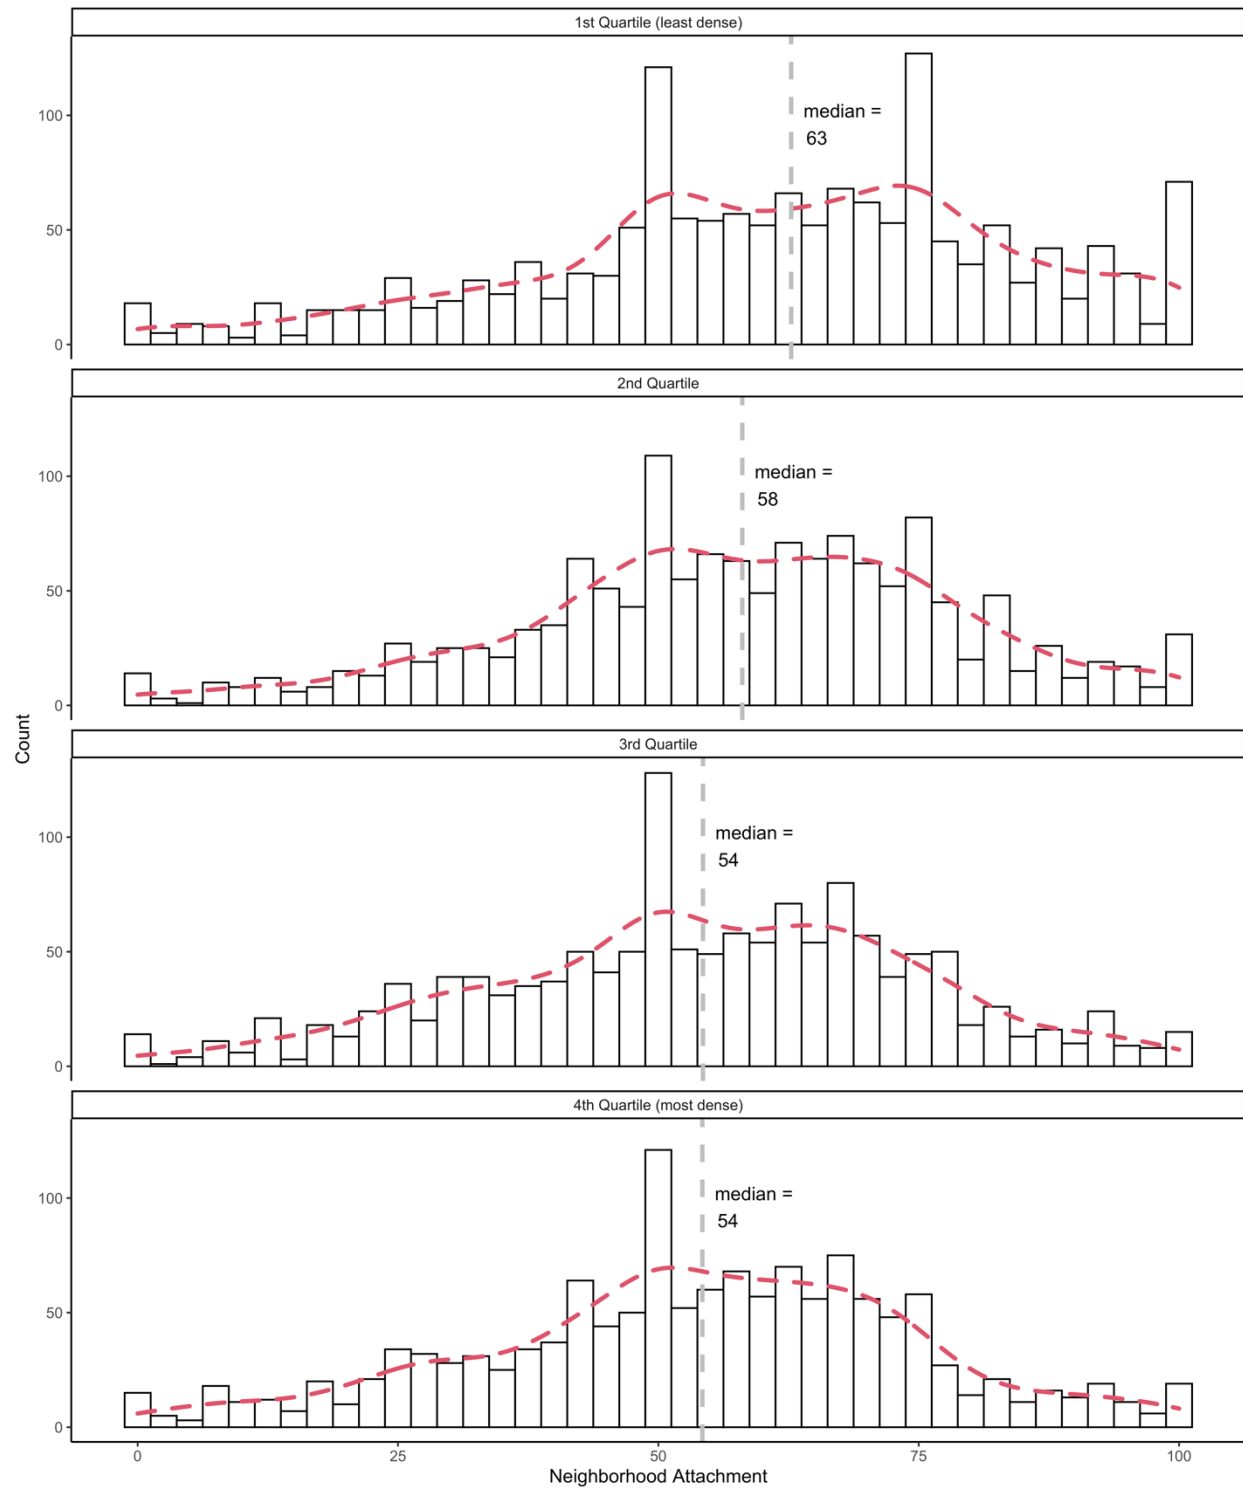 1st Quartile (least dense)
100
median =
63
50
0
2nd Quartile
100
median =
58
50
0
Count
3rd Quartile
100
median =
54
50
0
4th Quartile (most dense)
100
median =
54
50
0
0 25 50 75 100
Neighborhood Attachment